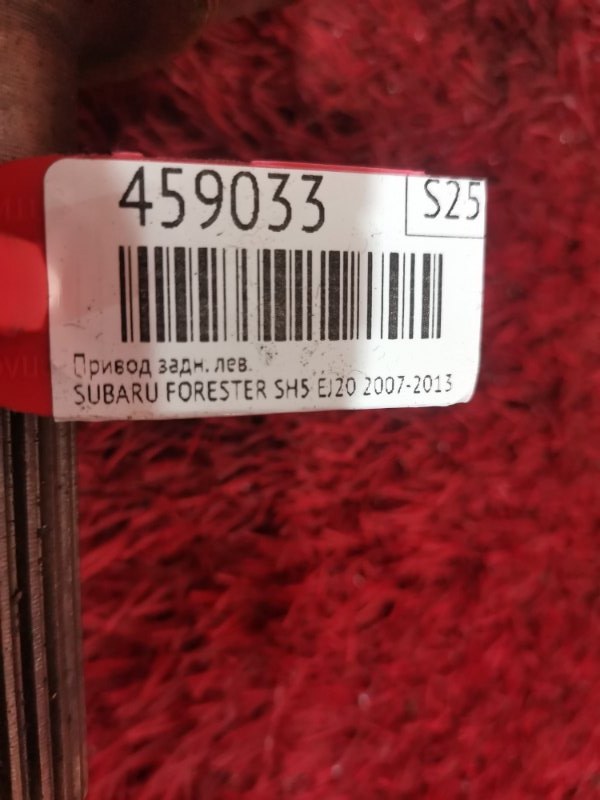 459033
S25
Привод задн. лев.
SUBARU FORESTER SH5 EJ20 2007-2013